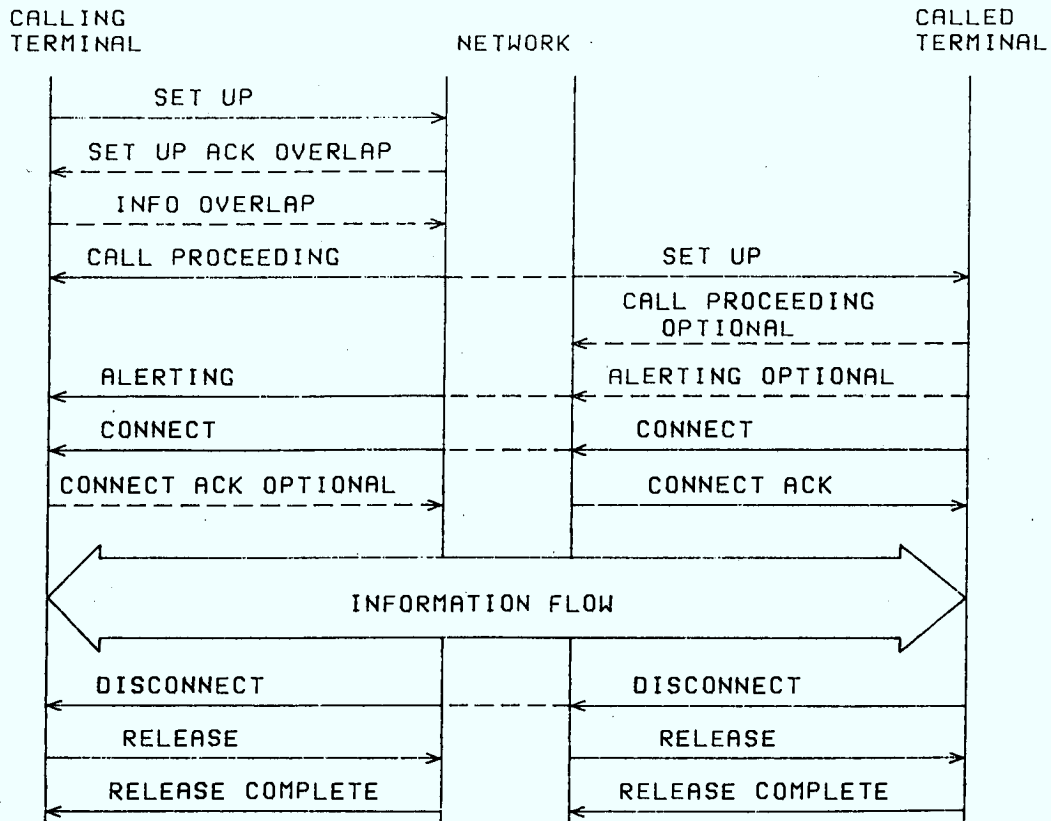 CALLING
TERMINAL
NETWORK
CALLED
TERMINAL
SET UP
SET UP ACK OVERLAP
INFO OVERLAP
CALL PROCEEDING
SET UP
CALL PROCEEDING
OPTIONAL
ALERTING
ALERTING OPTIONAL
CONNECT
CONNECT
CONNECT ACK OPTIONAL
CONNECT ACK
INFORMATION FLOW
DISCONNECT
DISCONNECT
RELEASE
RELEASE
RELEASE COMPLETE
RELEASE COMPLETE